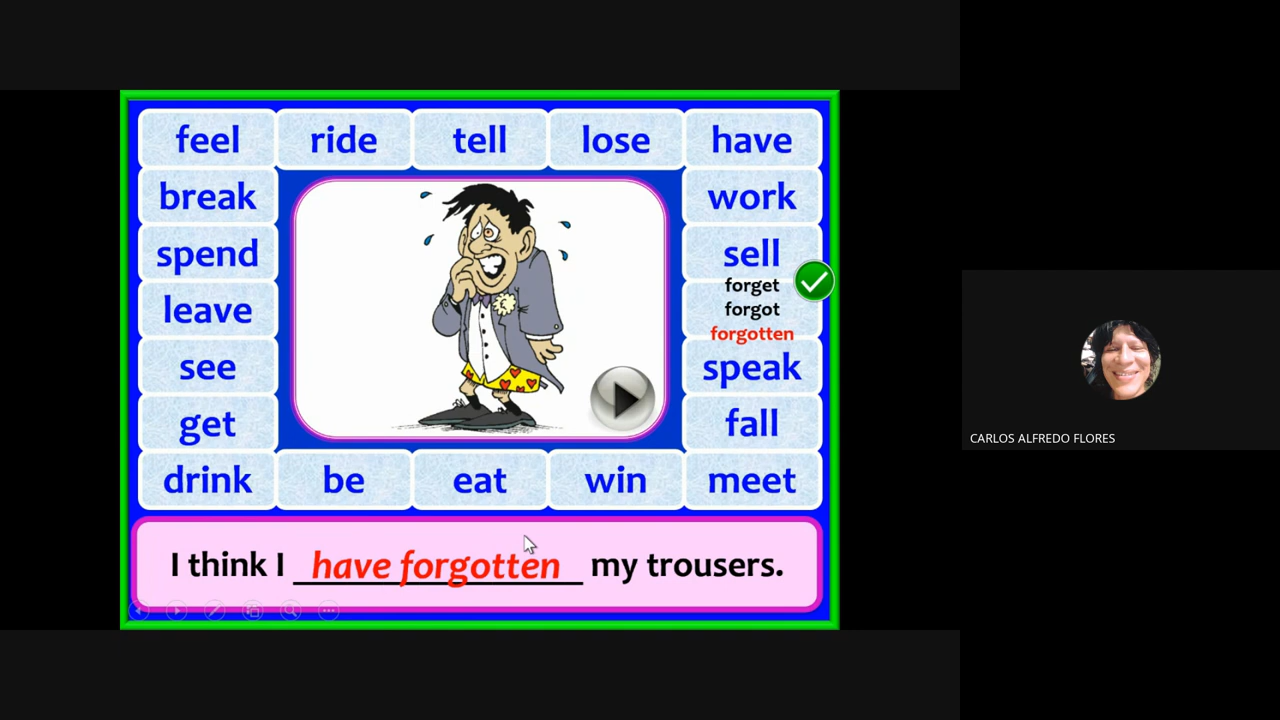 feel ride tell lose have
break work
spend sell
leave forget
forgot
forgotten
see speak
get fall
drink be eat win meet
I think I have forgotten my trousers.
CARLOS ALFREDO FLORES